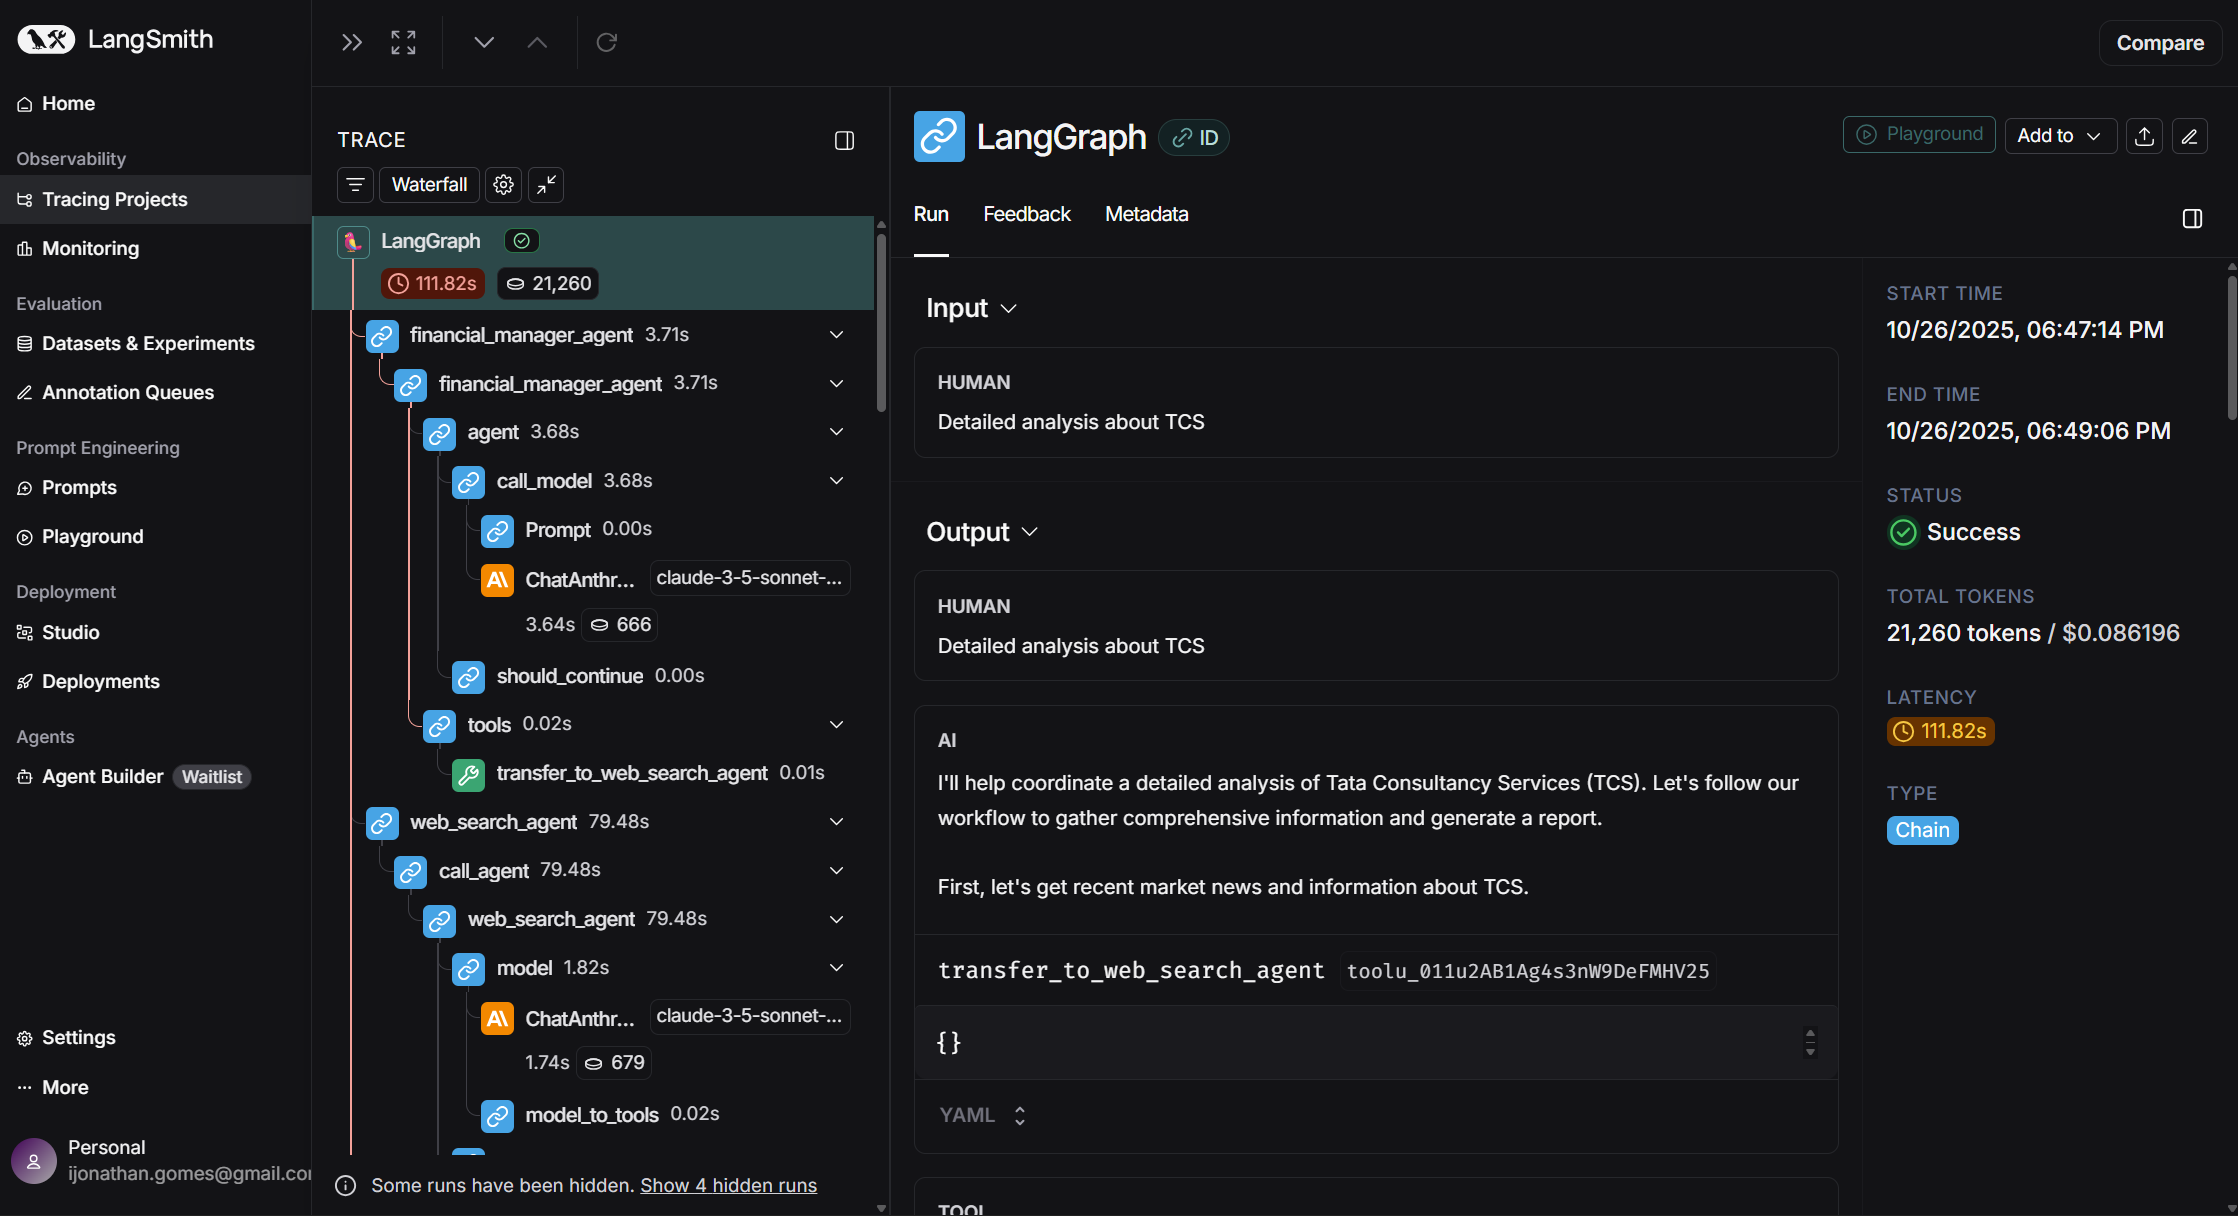 LangSmith
Home
Observability
Tracing Projects
Monitoring
Evaluation
Datasets & Experiments
Annotation Queues
Prompt Engineering
Prompts
Playground
Deployment
Studio
Deployments
Agents
Agent Builder Waitlist
Settings
More
Personal
ijonathan.gomes@gmail.co
Compare
TRACE
Waterfall
LangGraph
111.82s 21,260
financial_manager_agent 3.71s
financial_manager_agent 3.71s
agent 3.68s
call_model 3.68s
Prompt 0.00s
ChatAnthr... claude-3-5-sonnet-...
3.64s 666
should_continue 0.00s
tools 0.02s
transfer_to_web_search_agent 0.01s
web_search_agent 79.48s
call_agent 79.48s
web_search_agent 79.48s
model 1.82s
ChatAnthr... claude-3-5-sonnet-...
1.74s 679
model_to_tools 0.02s
Some runs have been hidden. Show 4 hidden runs
LangGraph ID
Playground Add to
Run Feedback Metadata
Input
HUMAN
Detailed analysis about TCS
Output
HUMAN
Detailed analysis about TCS
AI
I'll help coordinate a detailed analysis of Tata Consultancy Services (TCS). Let's follow our
workflow to gather comprehensive information and generate a report.
First, let's get recent market news and information about TCS.
transfer_to_web_search_agent toolu_011u2AB1Ag4s3nW9DeFMHV25
{}
YAML
TOOL
START TIME
10/26/2025, 06:47:14 PM
END TIME
10/26/2025, 06:49:06 PM
STATUS
Success
TOTAL TOKENS
21,260 tokens / $0.086196
LATENCY
111.82s
TYPE
Chain